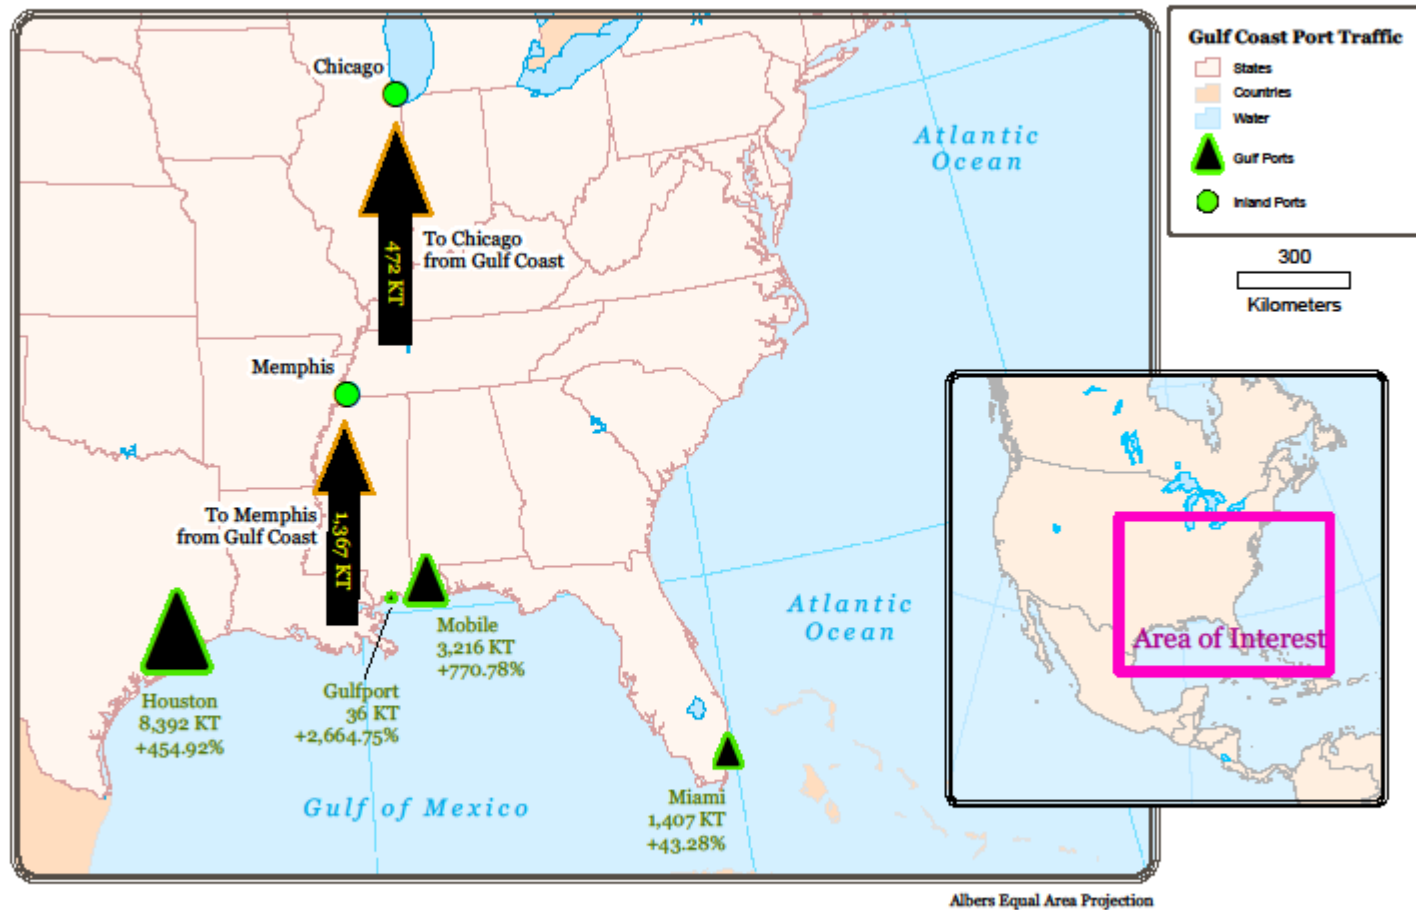 Chicago
Atlantic
Ocean
To Chicago
from Gulf Coast
472 KT
Memphis
To Memphis
from Gulf Coast
1,367 KT
Houston
8,392 KT
+454.92%
Gulfport
36 KT
+2,664.75%
Mobile
3,216 KT
+770.78%
Atlantic
Ocean
Gulf of Mexico
Miami
1,407 KT
+43.28%
Gulf Coast Port Traffic
States
Countries
Water
Gulf Ports
Inland Ports
300
Kilometers
Area of Interest
Albers Equal Area Projection